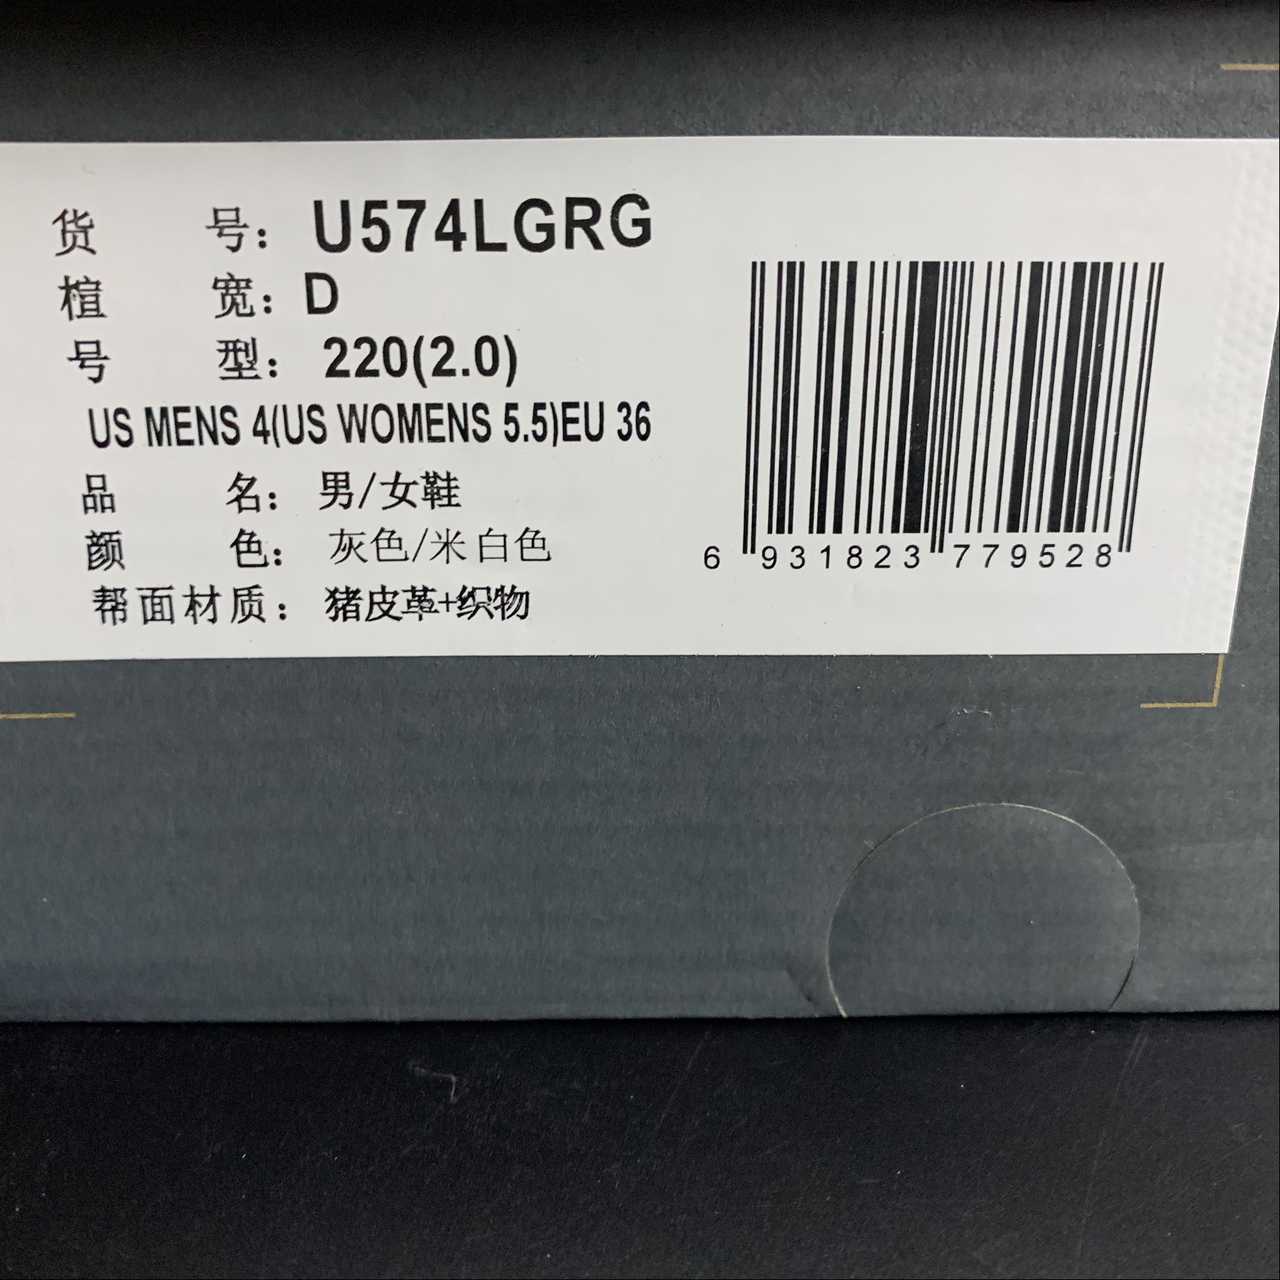 货 号： U574LGRG
楦 宽： D
号 型： 220(2.0)
US MENS 4(US WOMENS 5.5)EU 36
品 名： 男/女鞋
颜 色： 灰色/米白色
帮面材质： 猪皮革+织物
6 931823 779528